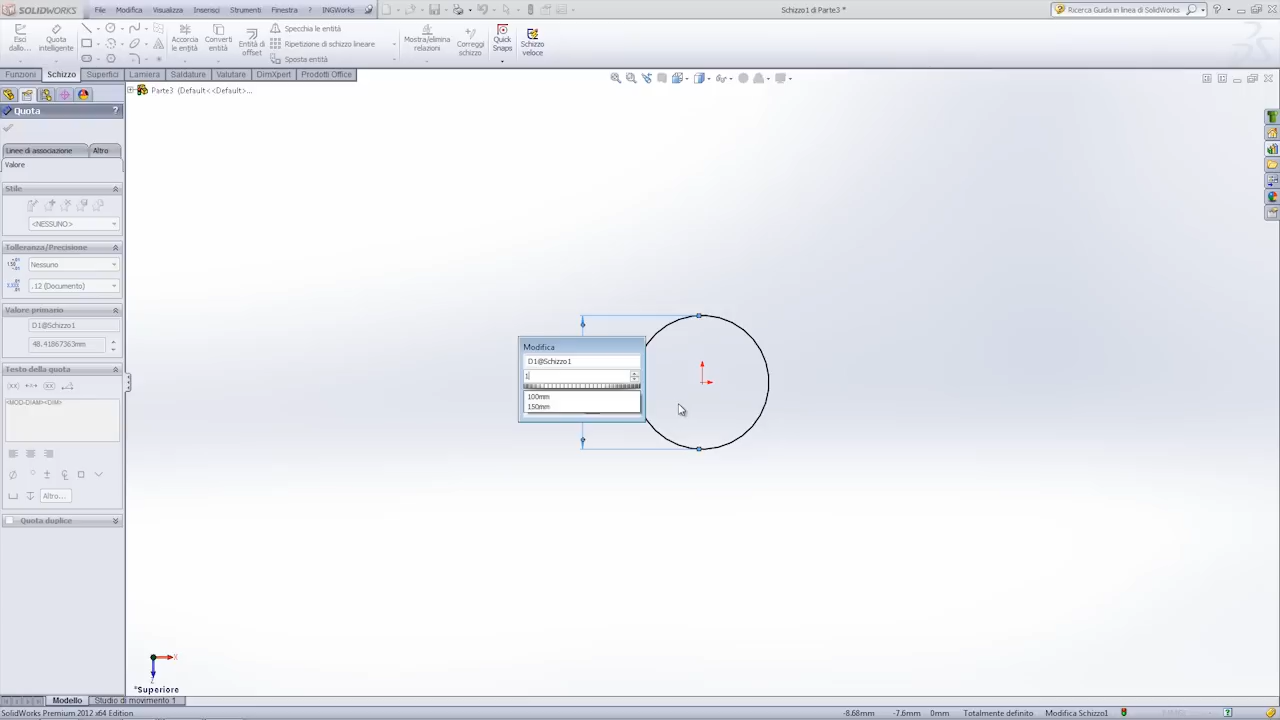 SOLIDWORKS File Modifica Visualizza Inserisci Strumenti Finestra ? INGWorks Schizzo1 di Parte3 * Ricerca Guida in linea di SolidWorks ?
Esci dallo... Quota intelligente Accorcia le entità Converti entità Entità di offset Specchia le entità Mostra/elimina relazioni Correggi schizzo Quick Snaps Schizzo veloce
Ripetizione di schizzo lineare
Sposta entità
Funzioni Schizzo Superfici Lamiera Saldature Valutare DimXpert Prodotti Office
Parte3 (Default<<Default>...
Quota ?
Linee di associazione Altro
Valore
Stile
<NESSUNO>
Tolleranza/Precisione
Nessuno
.12 (Documento)
Valore primario
D1@Schizzo1
48.41867363mm
Testo della quota
<MOD-DIAM><DIM>
Altro...
Quota duplice
Modifica
D1@Schizzo1
1
100mm
150mm
X
Z
*Superiore
Modello Studio di movimento 1
SolidWorks Premium 2012 x64 Edition -8.68mm -7.6mm 0mm Totalmente definito Modifica Schizzo1 ?